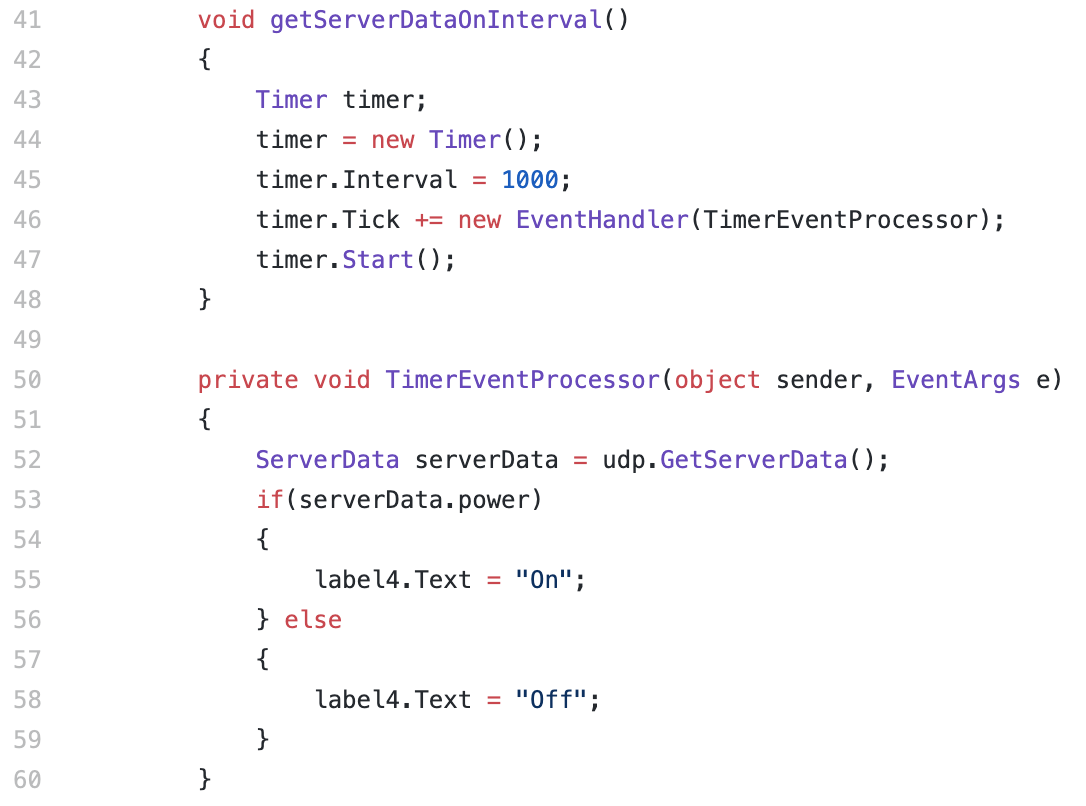 41 void getServerDataOnInterval()
42 {
43 Timer timer;
44 timer = new Timer();
45 timer.Interval = 1000;
46 timer.Tick += new EventHandler(TimerEventProcessor);
47 timer.Start();
48 }
49
50 private void TimerEventProcessor(object sender, EventArgs e)
51 {
52 ServerData serverData = udp.GetServerData();
53 if(serverData.power)
54 {
55 label4.Text = "On";
56 } else
57 {
58 label4.Text = "Off";
59 }
60 }